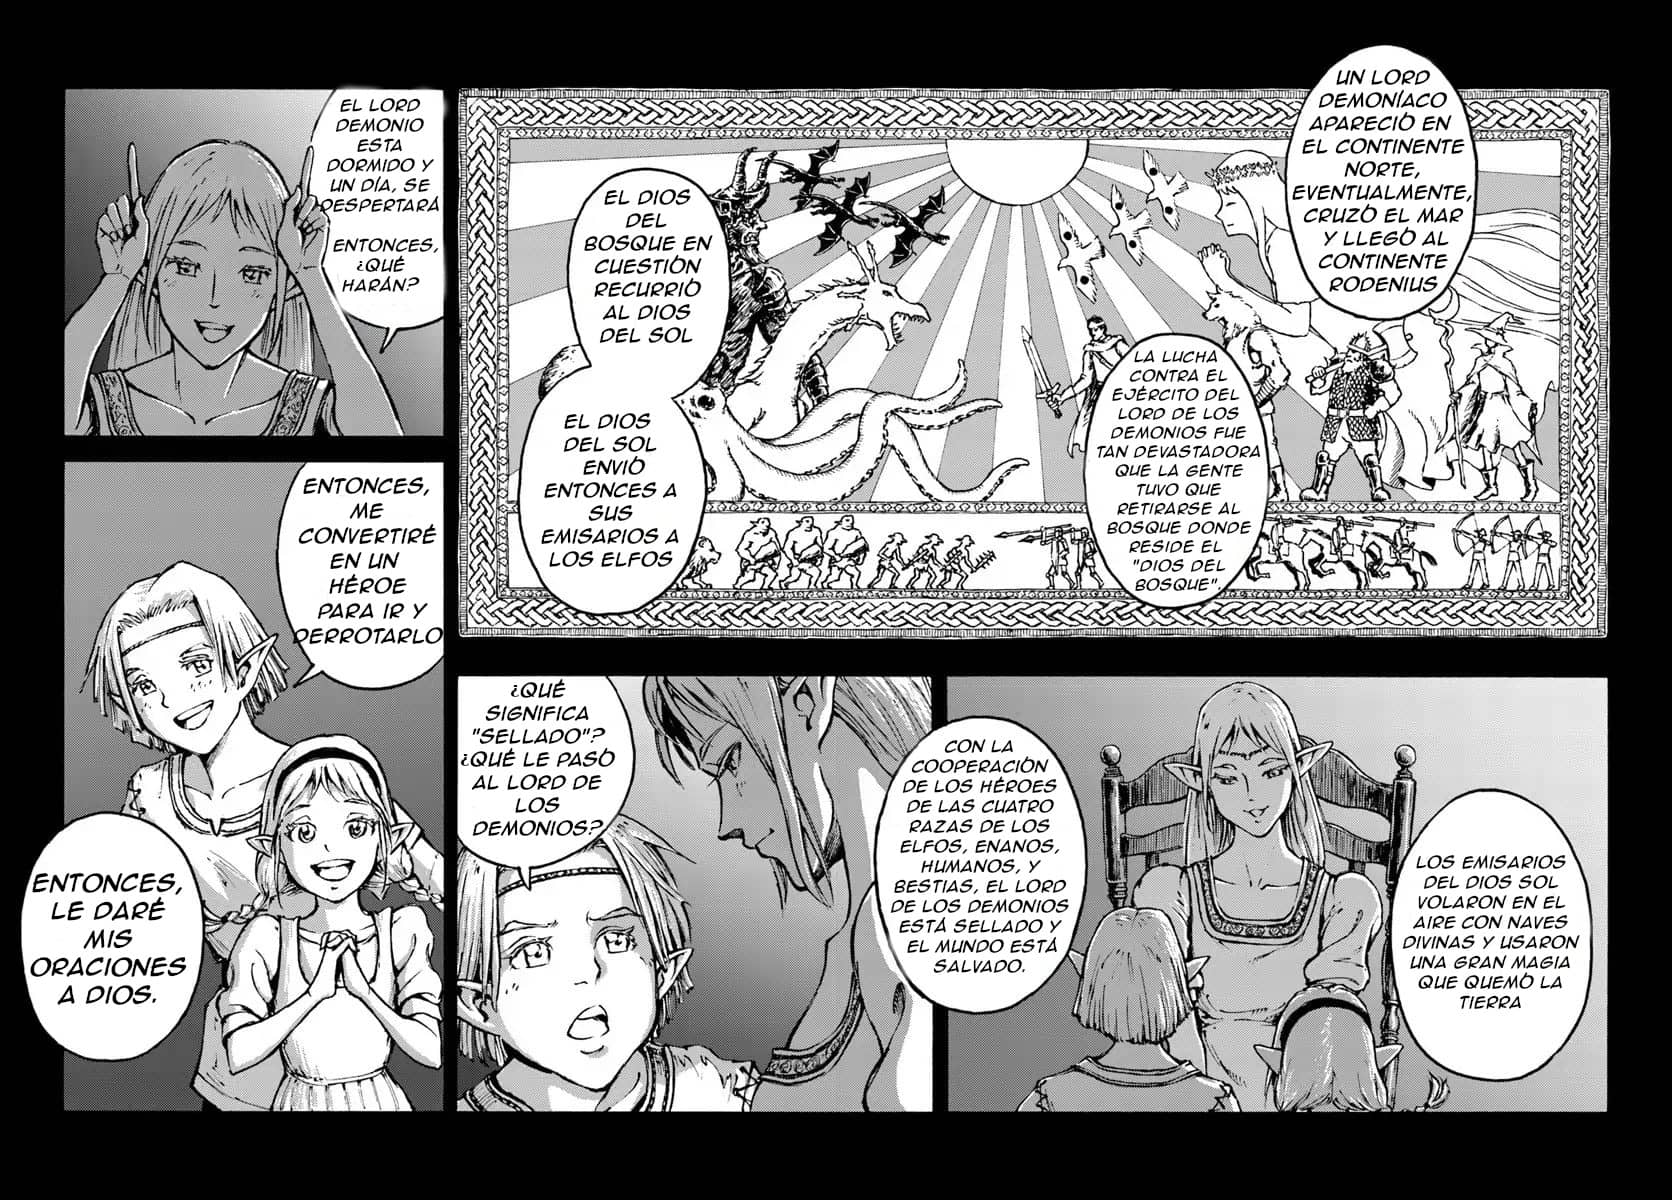 UN LORD
DEMONÍACO
APARECIÓ EN
EL CONTINENTE
NORTE,
EVENTUALMENTE,
CRUZÓ EL MAR
Y LLEGÓ AL
CONTINENTE
RODENIUS
LA LUCHA
CONTRA EL
EJÉRCITO DEL
LORD DE LOS
DEMONIOS FUE
TAN DEVASTADORA
QUE LA GENTE
TUVO QUE
RETIRARSE AL
BOSQUE DONDE
RESIDE EL
"DIOS DEL
BOSQUE".
EL DIOS
DEL
BOSQUE EN
CUESTIÓN
RECURRIÓ
AL DIOS
DEL SOL
EL DIOS
DEL SOL
ENVIÓ
ENTONCES A
SUS
EMISARIOS A
LOS ELFOS
LOS EMISARIOS
DEL DIOS SOL
VOLARON EN EL
AIRE CON NAVES
DIVINAS Y USARON
UNA GRAN MAGIA
QUE QUEMÓ LA
TIERRA
CON LA
COOPERACIÓN
DE LOS HÉROES
DE LAS CUATRO
RAZAS DE LOS
ELFOS, ENANOS,
HUMANOS, Y
BESTIAS, EL LORD
DE LOS DEMONIOS
ESTÁ SELLADO Y
EL MUNDO ESTÁ
SALVADO.
¿QUÉ
SIGNIFICA
"SELLADO"?
¿QUÉ LE PASÓ
AL LORD DE
LOS
DEMONIOS?
EL LORD
DEMONIO
ESTA
DORMIDO Y
UN DÍA, SE
DESPERTARÁ
ENTONCES,
¿QUÉ
HARÁN?
ENTONCES,
ME
CONVERTIRÉ
EN UN
HÉROE
PARA IR Y
DERROTARLO
ENTONCES,
LE DARÉ
MIS
ORACIONES
A DIOS.